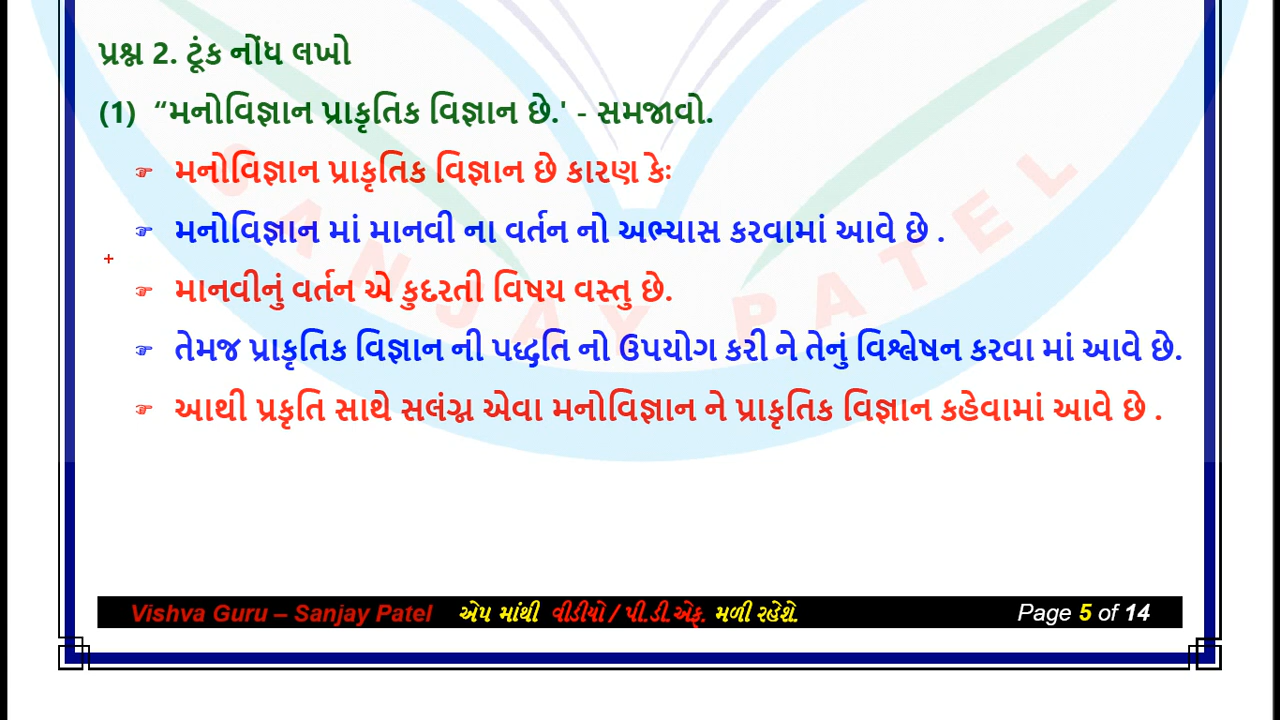 પ્રશ્ન 2. ટૂંક નોંધ લખો
(1) “મનોવિજ્ઞાન પ્રાકૃતિક વિજ્ઞાન છે.' - સમજાવો.
☞ મનોવિજ્ઞાન પ્રાકૃતિક વિજ્ઞાન છે કારણ કેઃ
☞ મનોવિજ્ઞાન માં માનવી ના વર્તન નો અભ્યાસ કરવામાં આવે છે .
☞ માનવીનું વર્તન એ કુદરતી વિષય વસ્તુ છે.
☞ તેમજ પ્રાકૃતિક વિજ્ઞાન ની પદ્ધતિ નો ઉપયોગ કરી ને તેનું વિશ્લેષન કરવા માં આવે છે.
☞ આથી પ્રકૃતિ સાથે સલંગ્ન એવા મનોવિજ્ઞાન ને પ્રાકૃતિક વિજ્ઞાન કહેવામાં આવે છે .
SANJAY PATEL
Vishva Guru – Sanjay Patel એપ માંથી વીડીયો / પી.ડી.એફ. મળી રહેશે. Page 5 of 14